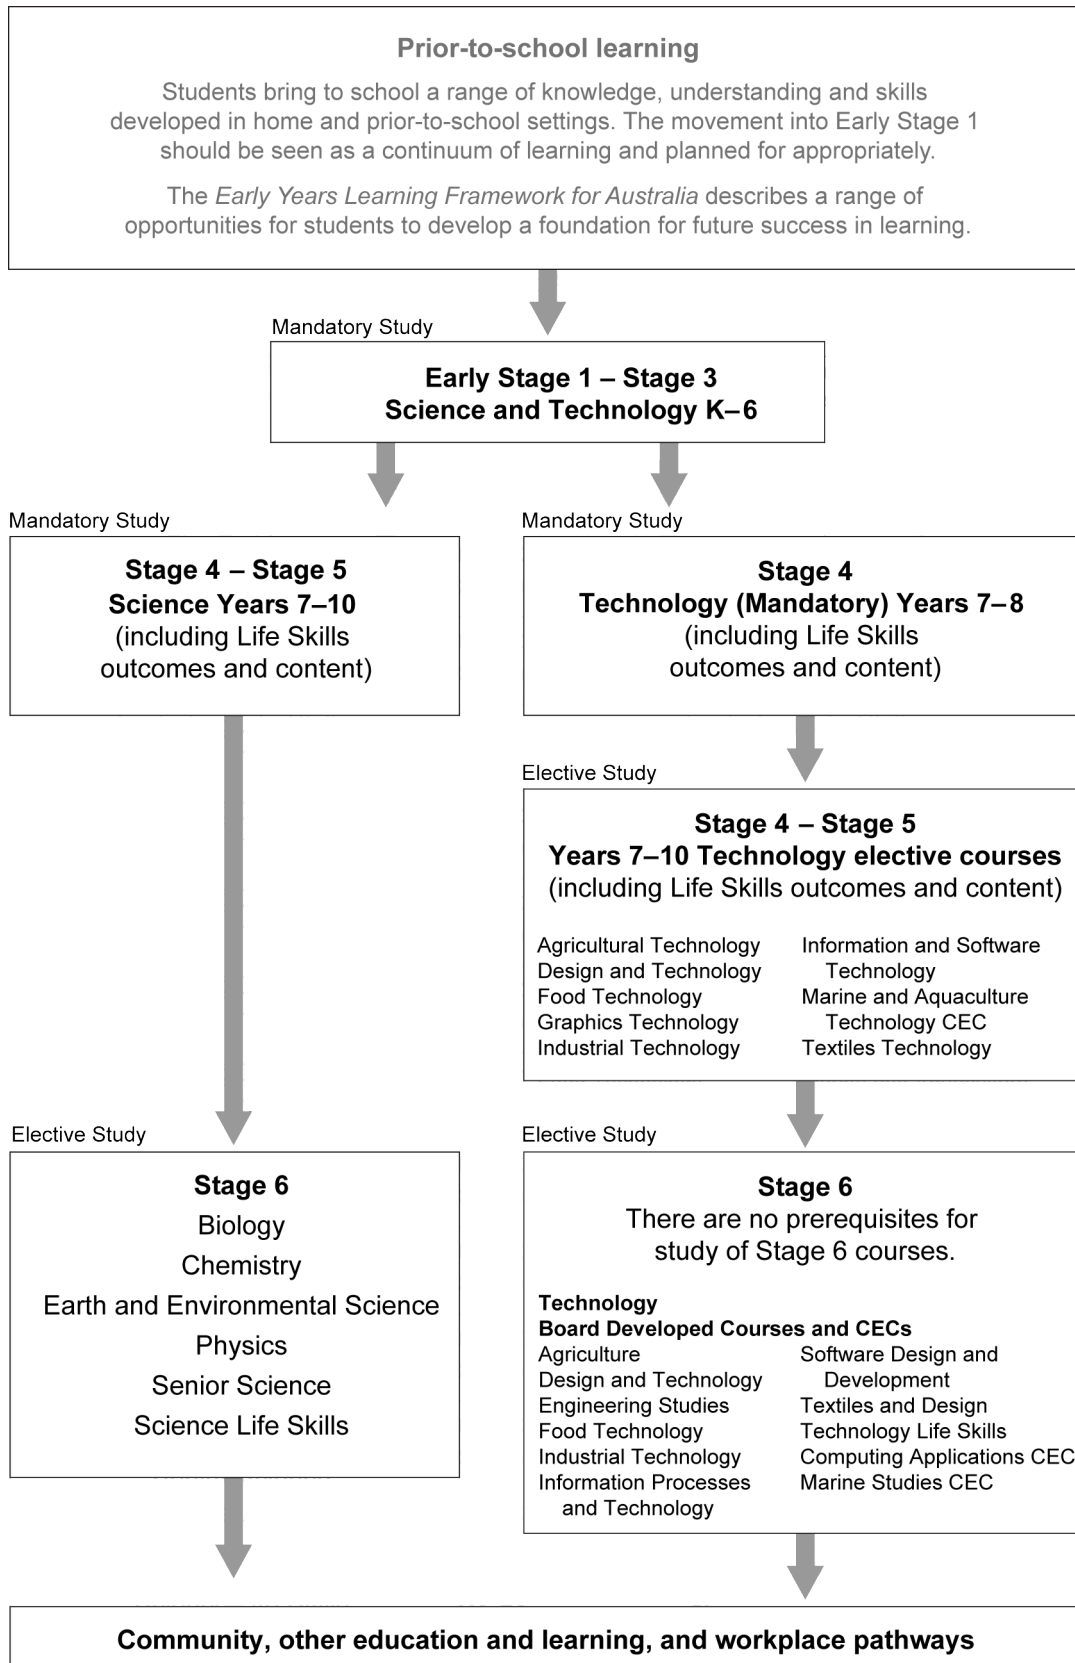 Prior-to-school learning
Students bring to school a range of knowledge, understanding and skills
developed in home and prior-to-school settings. The movement into Early Stage 1
should be seen as a continuum of learning and planned for appropriately.
The Early Years Learning Framework for Australia describes a range of
opportunities for students to develop a foundation for future success in learning.
Mandatory Study
Early Stage 1 – Stage 3
Science and Technology K–6
Mandatory Study
Stage 4 – Stage 5
Science Years 7–10
(including Life Skills
outcomes and content)
Mandatory Study
Stage 4
Technology (Mandatory) Years 7–8
(including Life Skills
outcomes and content)
Elective Study
Stage 4 – Stage 5
Years 7–10 Technology elective courses
(including Life Skills outcomes and content)
Agricultural Technology
Design and Technology
Food Technology
Graphics Technology
Industrial Technology
Information and Software
Technology
Marine and Aquaculture
Technology CEC
Textiles Technology
Elective Study
Stage 6
Biology
Chemistry
Earth and Environmental Science
Physics
Senior Science
Science Life Skills
Elective Study
Stage 6
There are no prerequisites for
study of Stage 6 courses.
Technology
Board Developed Courses and CECs
Agriculture
Design and Technology
Engineering Studies
Food Technology
Industrial Technology
Information Processes
and Technology
Software Design and
Development
Textiles and Design
Technology Life Skills
Computing Applications CEC
Marine Studies CEC
Community, other education and learning, and workplace pathways